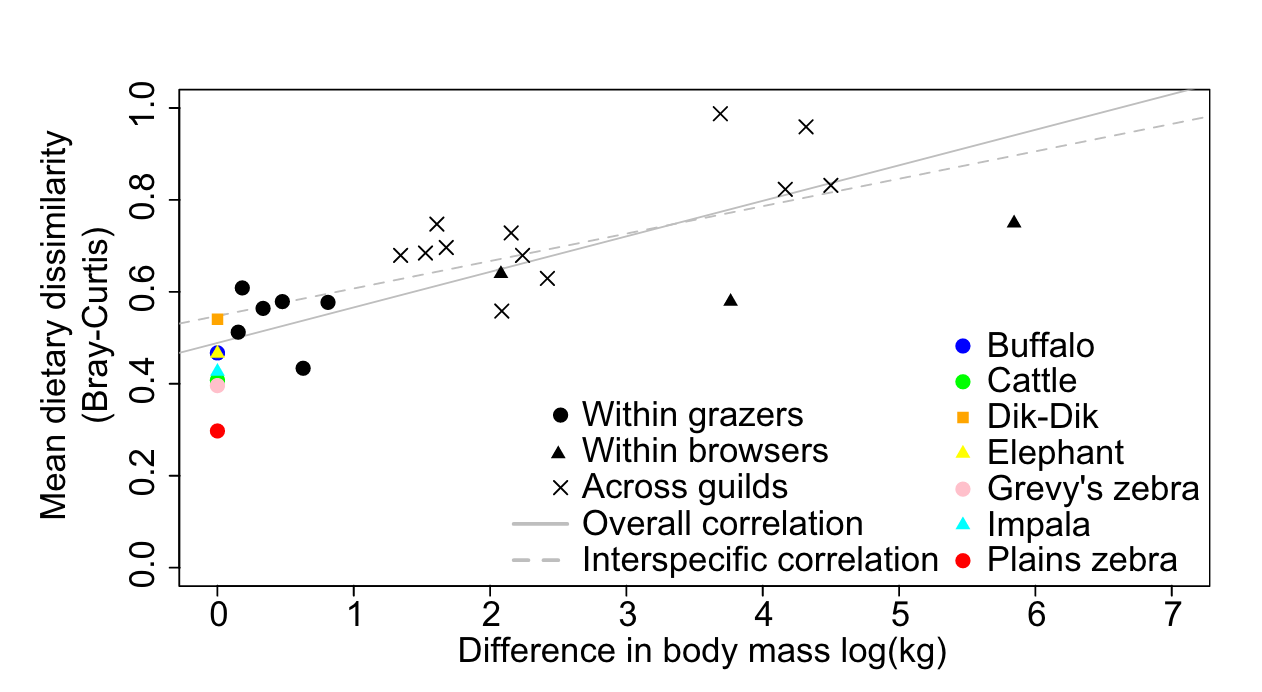 Mean dietary dissimilarity
(Bray-Curtis)
1.0
0.8
0.6
0.4
0.2
0.0
Within grazers
Within browsers
Across guilds
Overall correlation
Interspecific correlation
Buffalo
Cattle
Dik-Dik
Elephant
Grevy's zebra
Impala
Plains zebra
0 1 2 3 4 5 6 7
Difference in body mass log(kg)